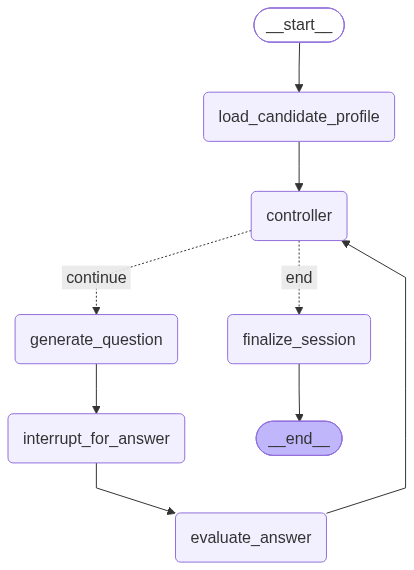 __start__
load_candidate_profile
controller
continue
end
generate_question
finalize_session
interrupt_for_answer
__end__
evaluate_answer